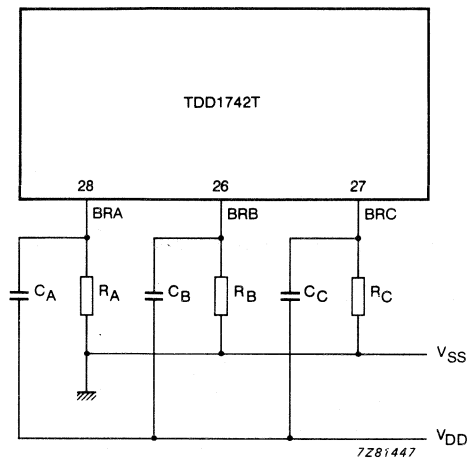 TDD1742T
28 26 27
BRA BRB BRC
CA RA CB RB CC RC
VSS
VDD
7Z81447